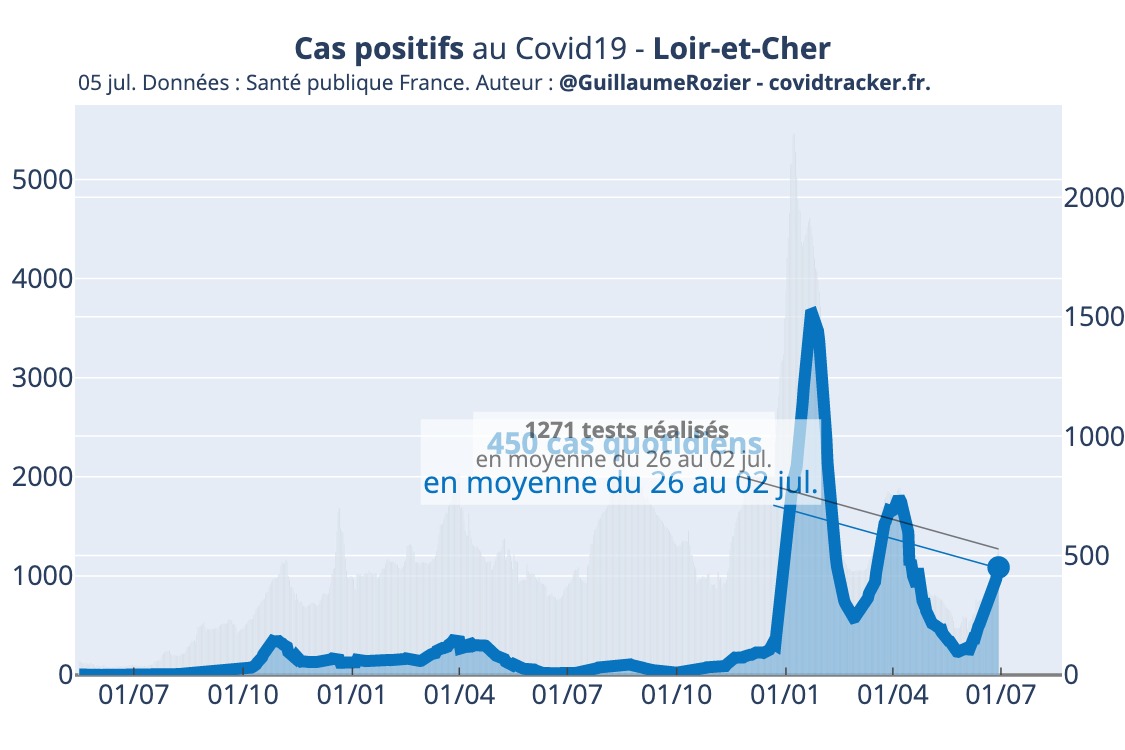 Cas positifs au Covid19 - Loir-et-Cher
05 jul. Données : Santé publique France. Auteur : @GuillaumeRozier - covidtracker.fr.
5000
4000
3000
2000
1000
0
2000
1500
1000
500
0
1271 tests réalisés
en moyenne du 26 au 02 jul.
450 cas quotidiens
en moyenne du 26 au 02 jul.
01/07 01/10 01/01 01/04 01/07 01/10 01/01 01/04 01/07